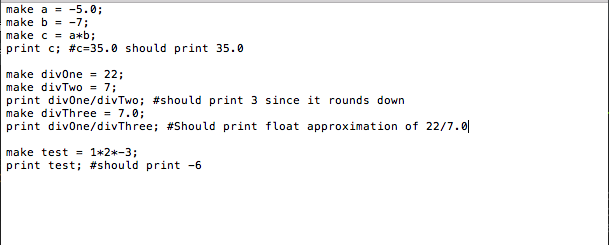 make a = -5.0;
make b = -7;
make c = a*b;
print c; #c=35.0 should print 35.0
make divOne = 22;
make divTwo = 7;
print divOne/divTwo; #should print 3 since it rounds down
make divThree = 7.0;
print divOne/divThree; #Should print float approximation of 22/7.0
make test = 1*2*-3;
print test; #should print -6